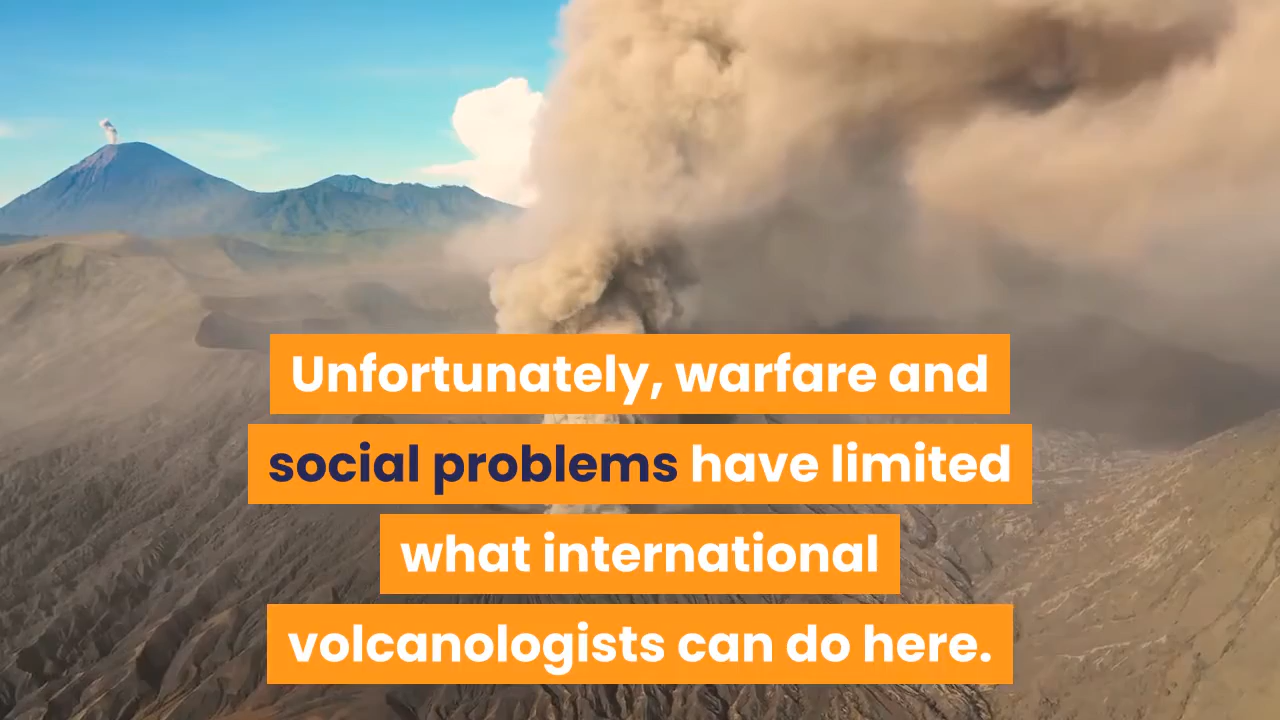 Unfortunately, warfare and
social problems have limited
what international
volcanologists can do here.